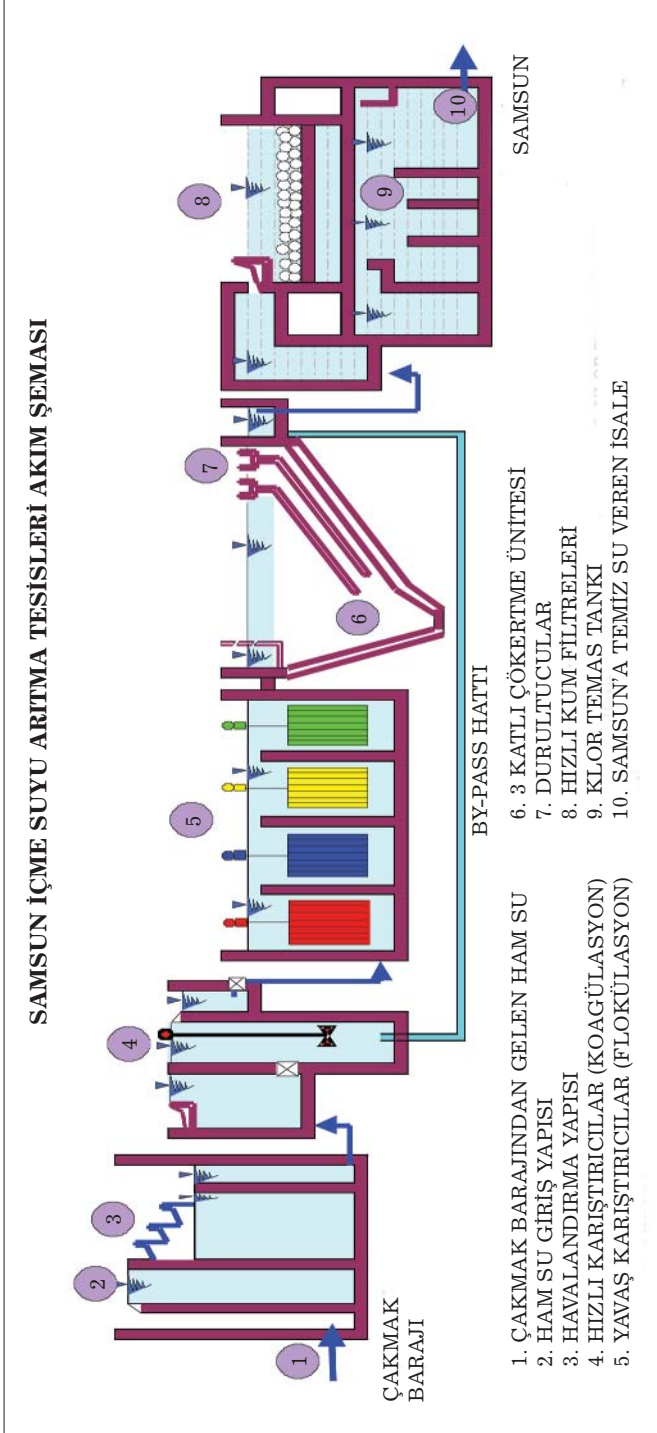 SAMSUN İÇME SUYU ARITMA TESİSLERİ AKIM ŞEMASI
1
2
3
4
5
6
7
8
9
10
ÇAKMAK
BARAJI
BY-PASS HATTI
SAMSUN
1. ÇAKMAK BARAJINDAN GELEN HAM SU
2. HAM SU GİRİŞ YAPISI
3. HAVALANDIRMA YAPISI
4. HIZLI KARIŞTIRICILAR (KOAGÜLASYON)
5. YAVAŞ KARIŞTIRICILAR (FLOKÜLASYON)
6. 3 KATLI ÇÖKERTME ÜNİTESİ
7. DURULTUCULAR
8. HIZLI KUM FİLTRELERİ
9. KLOR TEMAS TANKI
10. SAMSUN'A TEMİZ SU VEREN İSALE